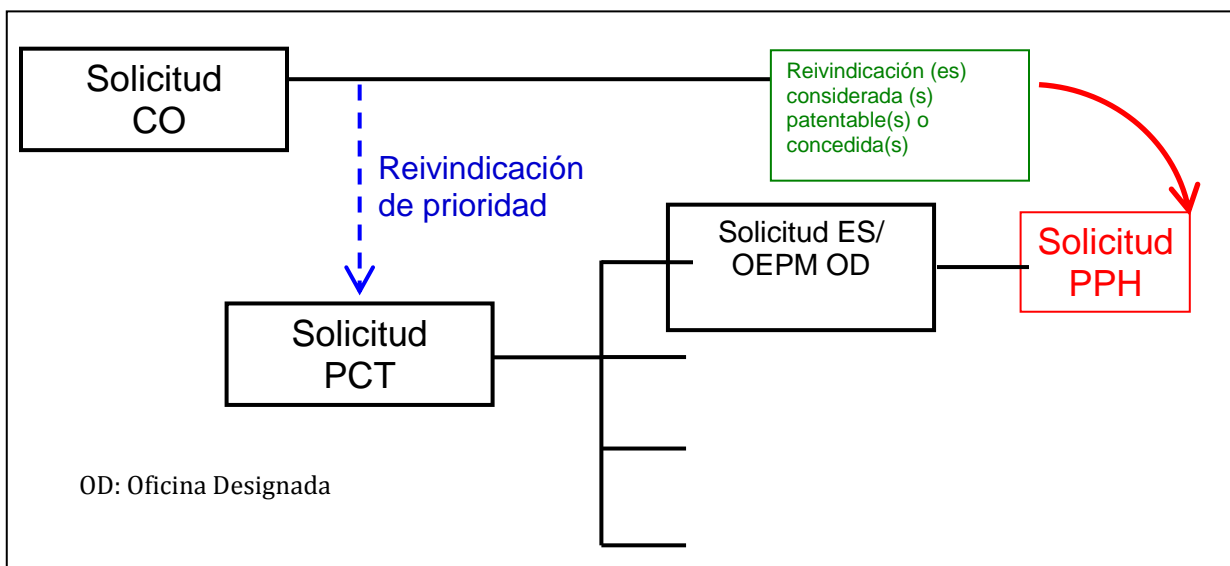 Solicitud
CO
Reivindicación (es)
considerada (s)
patentable(s) o
concedida(s)
Reivindicación
de prioridad
Solicitud ES/
OEPM OD
Solicitud
PPH
Solicitud
PCT
OD: Oficina Designada